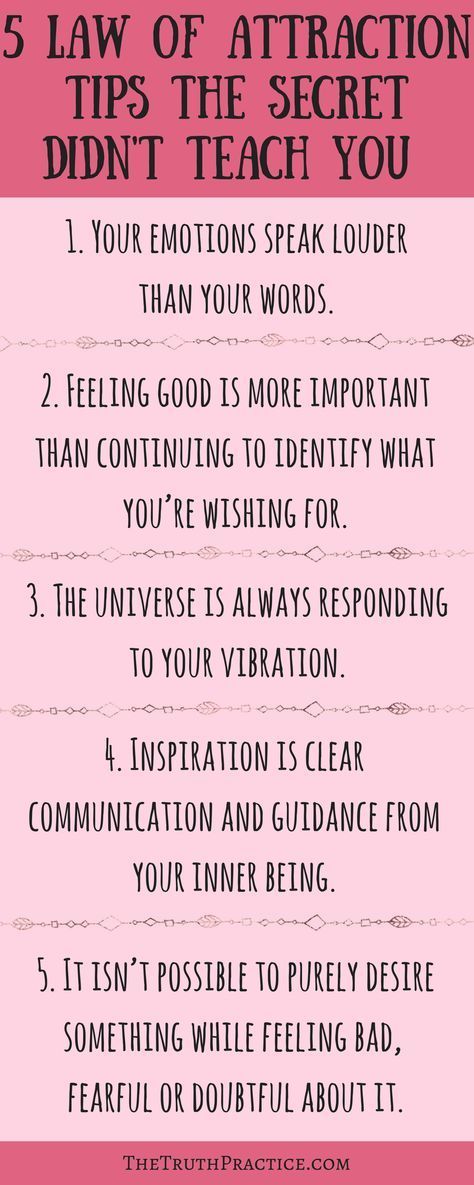 5 LAW OF ATTRACTION
TIPS THE SECRET
DIDN'T TEACH YOU
1. YOUR EMOTIONS SPEAK LOUDER
THAN YOUR WORDS.
2. FEELING GOOD IS MORE IMPORTANT
THAN CONTINUING TO IDENTIFY WHAT
YOU'RE WISHING FOR.
3. THE UNIVERSE IS ALWAYS RESPONDING
TO YOUR VIBRATION.
4. INSPIRATION IS CLEAR
COMMUNICATION AND GUIDANCE FROM
YOUR INNER BEING.
5. IT ISN'T POSSIBLE TO PURELY DESIRE
SOMETHING WHILE FEELING BAD,
FEARFUL OR DOUBTFUL ABOUT IT.
THETRUTHPRACTICE.COM